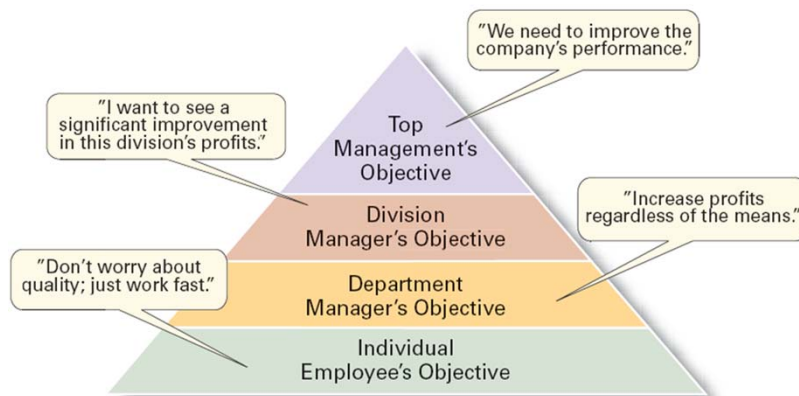 "We need to improve the
company's performance."
"I want to see a
significant improvement
in this division's profits."
Top
Management's
Objective
"Increase profits
regardless of the means."
Division
Manager's Objective
"Don't worry about
quality; just work fast."
Department
Manager's Objective
Individual
Employee's Objective